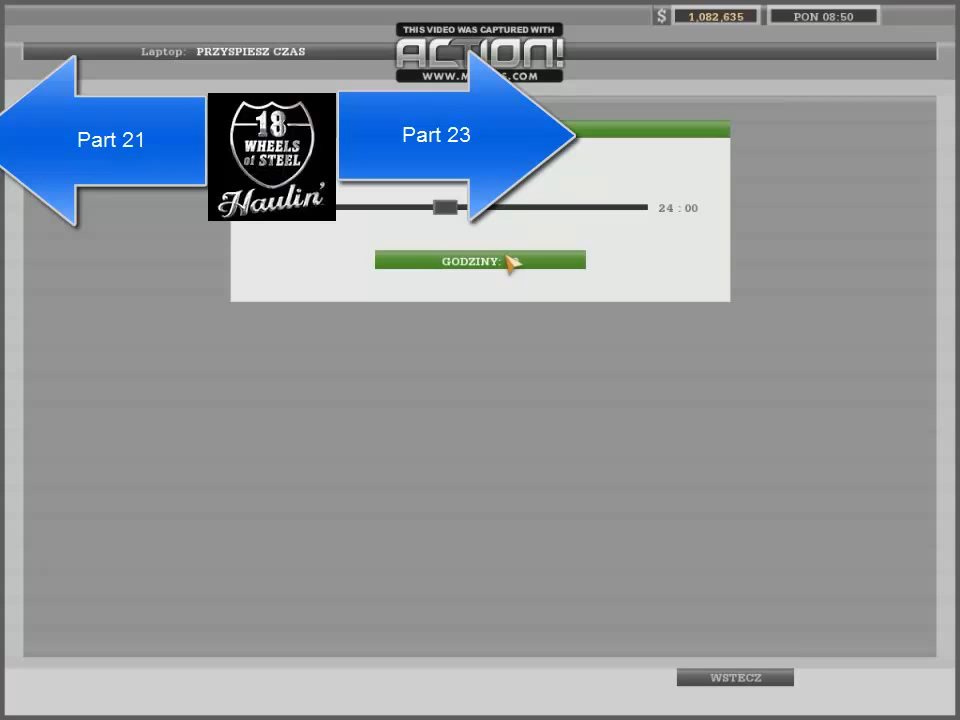 $ 1,082,635 PON 08:50
THIS VIDEO WAS CAPTURED WITH
Laptop: PRZYSPIESZ CZAS
ACTION!
Part 21
18
WHEELS
of STEEL
Haulin'
Part 23
24 : 00
GODZINY:
WSTECZ